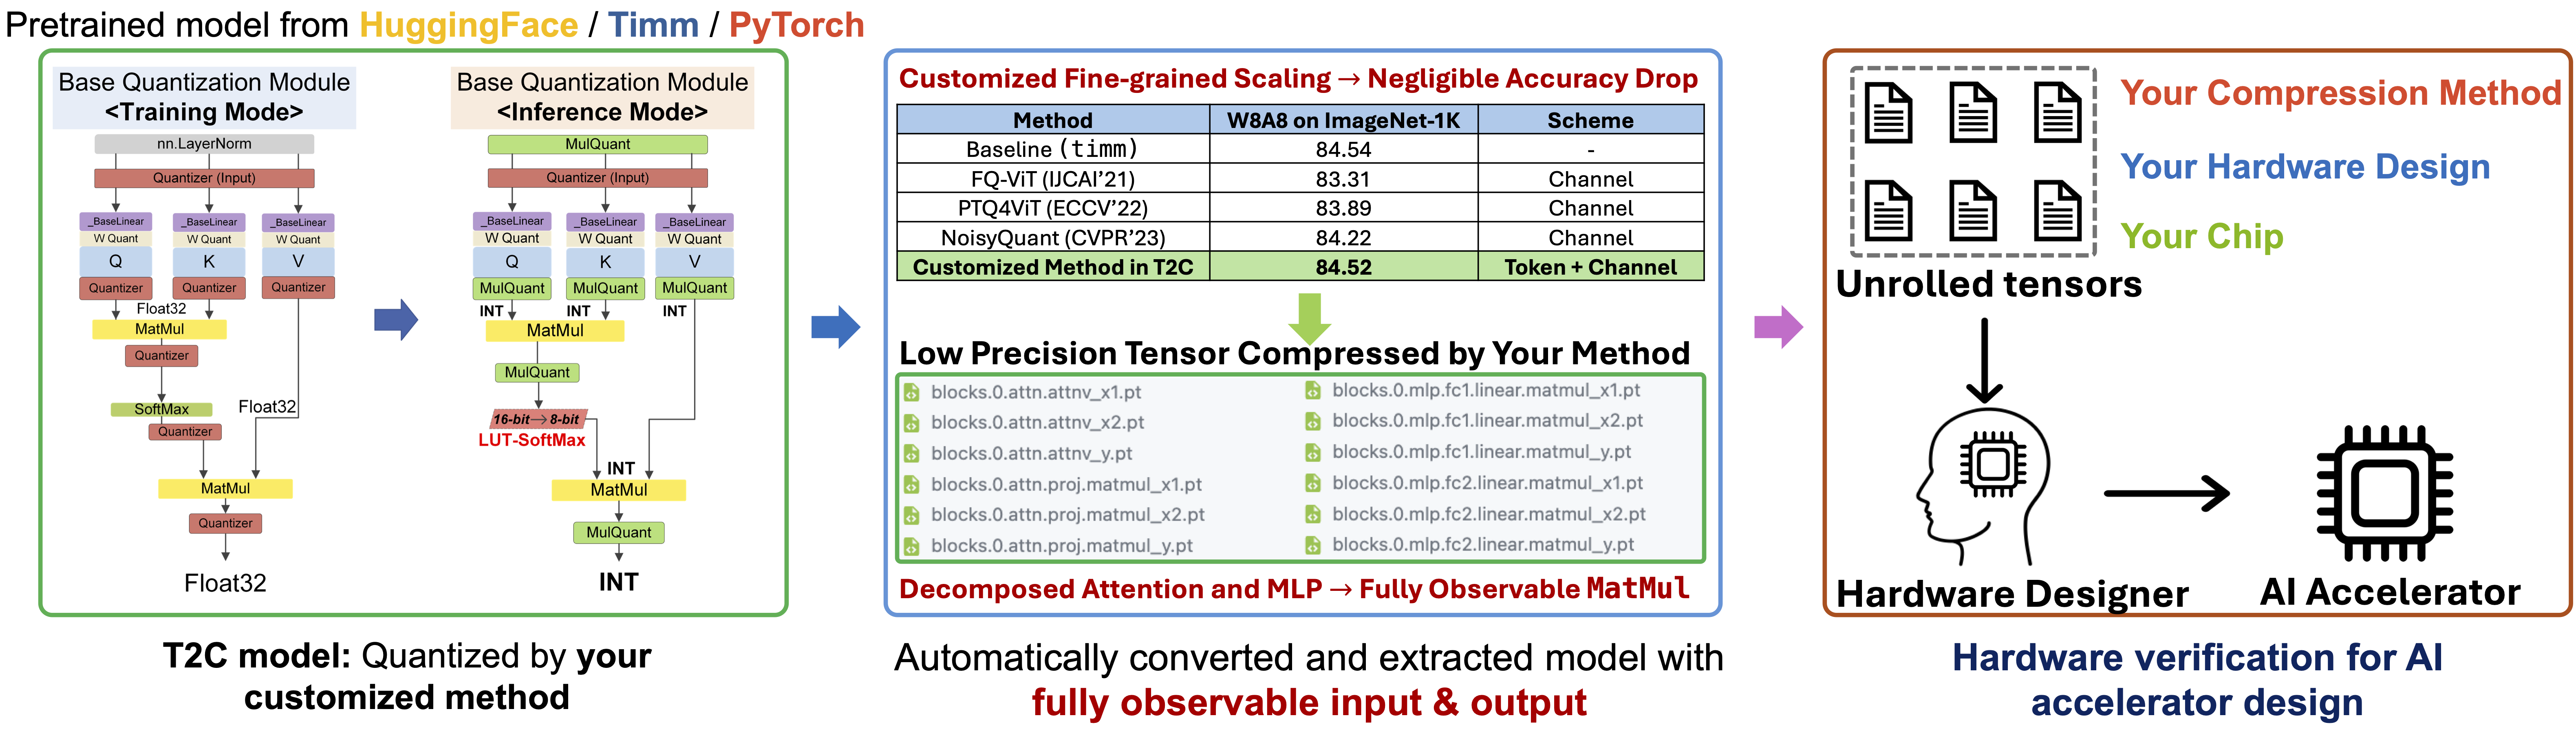 Pretrained model from HuggingFace / Timm / PyTorch
Base Quantization Module
<Training Mode>
nn.LayerNorm
Quantizer (Input)
_BaseLinear _BaseLinear _BaseLinear
W Quant W Quant W Quant
Q K V
Quantizer Quantizer Quantizer
Float32
MatMul
Quantizer
SoftMax
Float32
Quantizer
MatMul
Quantizer
Float32
Base Quantization Module
<Inference Mode>
MulQuant
Quantizer (Input)
_BaseLinear _BaseLinear _BaseLinear
W Quant W Quant W Quant
Q K V
MulQuant MulQuant MulQuant
INT INT INT
MatMul
MulQuant
16-bit→8-bit
LUT-SoftMax
INT
MatMul
MulQuant
INT
T2C model: Quantized by your
customized method
Customized Fine-grained Scaling → Negligible Accuracy Drop
Method W8A8 on ImageNet-1K Scheme
Baseline (timm) 84.54 -
FQ-ViT (IJCAI’21) 83.31 Channel
PTQ4ViT (ECCV’22) 83.89 Channel
NoisyQuant (CVPR’23) 84.22 Channel
Customized Method in T2C 84.52 Token + Channel
Low Precision Tensor Compressed by Your Method
blocks.0.attn.attnv_x1.pt blocks.0.mlp.fc1.linear.matmul_x1.pt
blocks.0.attn.attnv_x2.pt blocks.0.mlp.fc1.linear.matmul_x2.pt
blocks.0.attn.attnv_y.pt blocks.0.mlp.fc1.linear.matmul_y.pt
blocks.0.attn.proj.matmul_x1.pt blocks.0.mlp.fc2.linear.matmul_x1.pt
blocks.0.attn.proj.matmul_x2.pt blocks.0.mlp.fc2.linear.matmul_x2.pt
blocks.0.attn.proj.matmul_y.pt blocks.0.mlp.fc2.linear.matmul_y.pt
Decomposed Attention and MLP → Fully Observable MatMul
Automatically converted and extracted model with
fully observable input & output
Your Compression Method
Your Hardware Design
Your Chip
Unrolled tensors
Hardware Designer
AI Accelerator
Hardware verification for AI
accelerator design